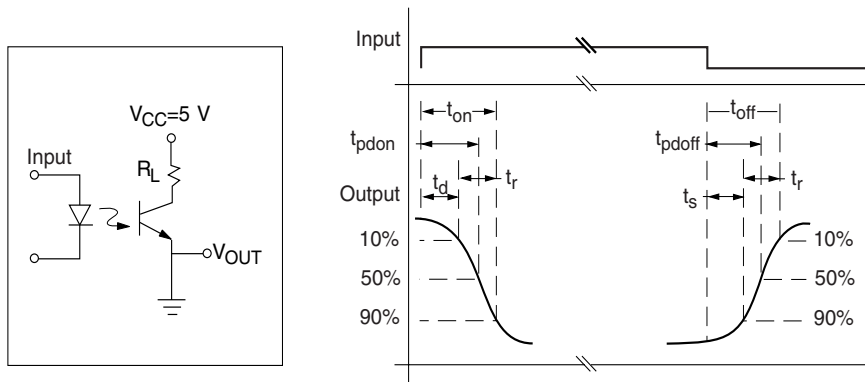 V_CC=5 V
Input
R_L
V_OUT
Input
t_on
t_off
t_pdon
t_pdoff
t_r
t_r
Output
t_d
t_s
10%
10%
50%
50%
90%
90%